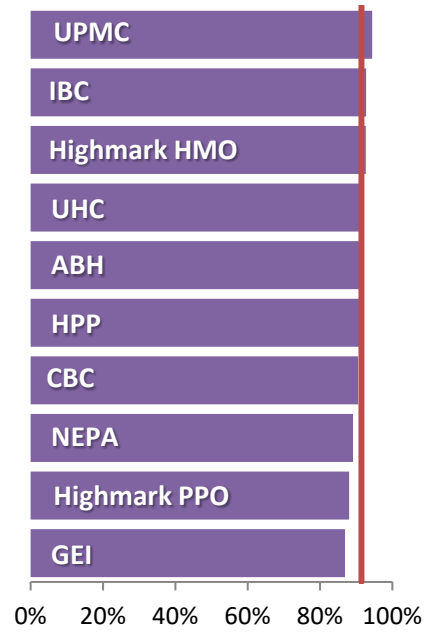 UPMC
IBC
Highmark HMO
UHC
ABH
HPP
CBC
NEPA
Highmark PPO
GEI
0% 20% 40% 60% 80% 100%